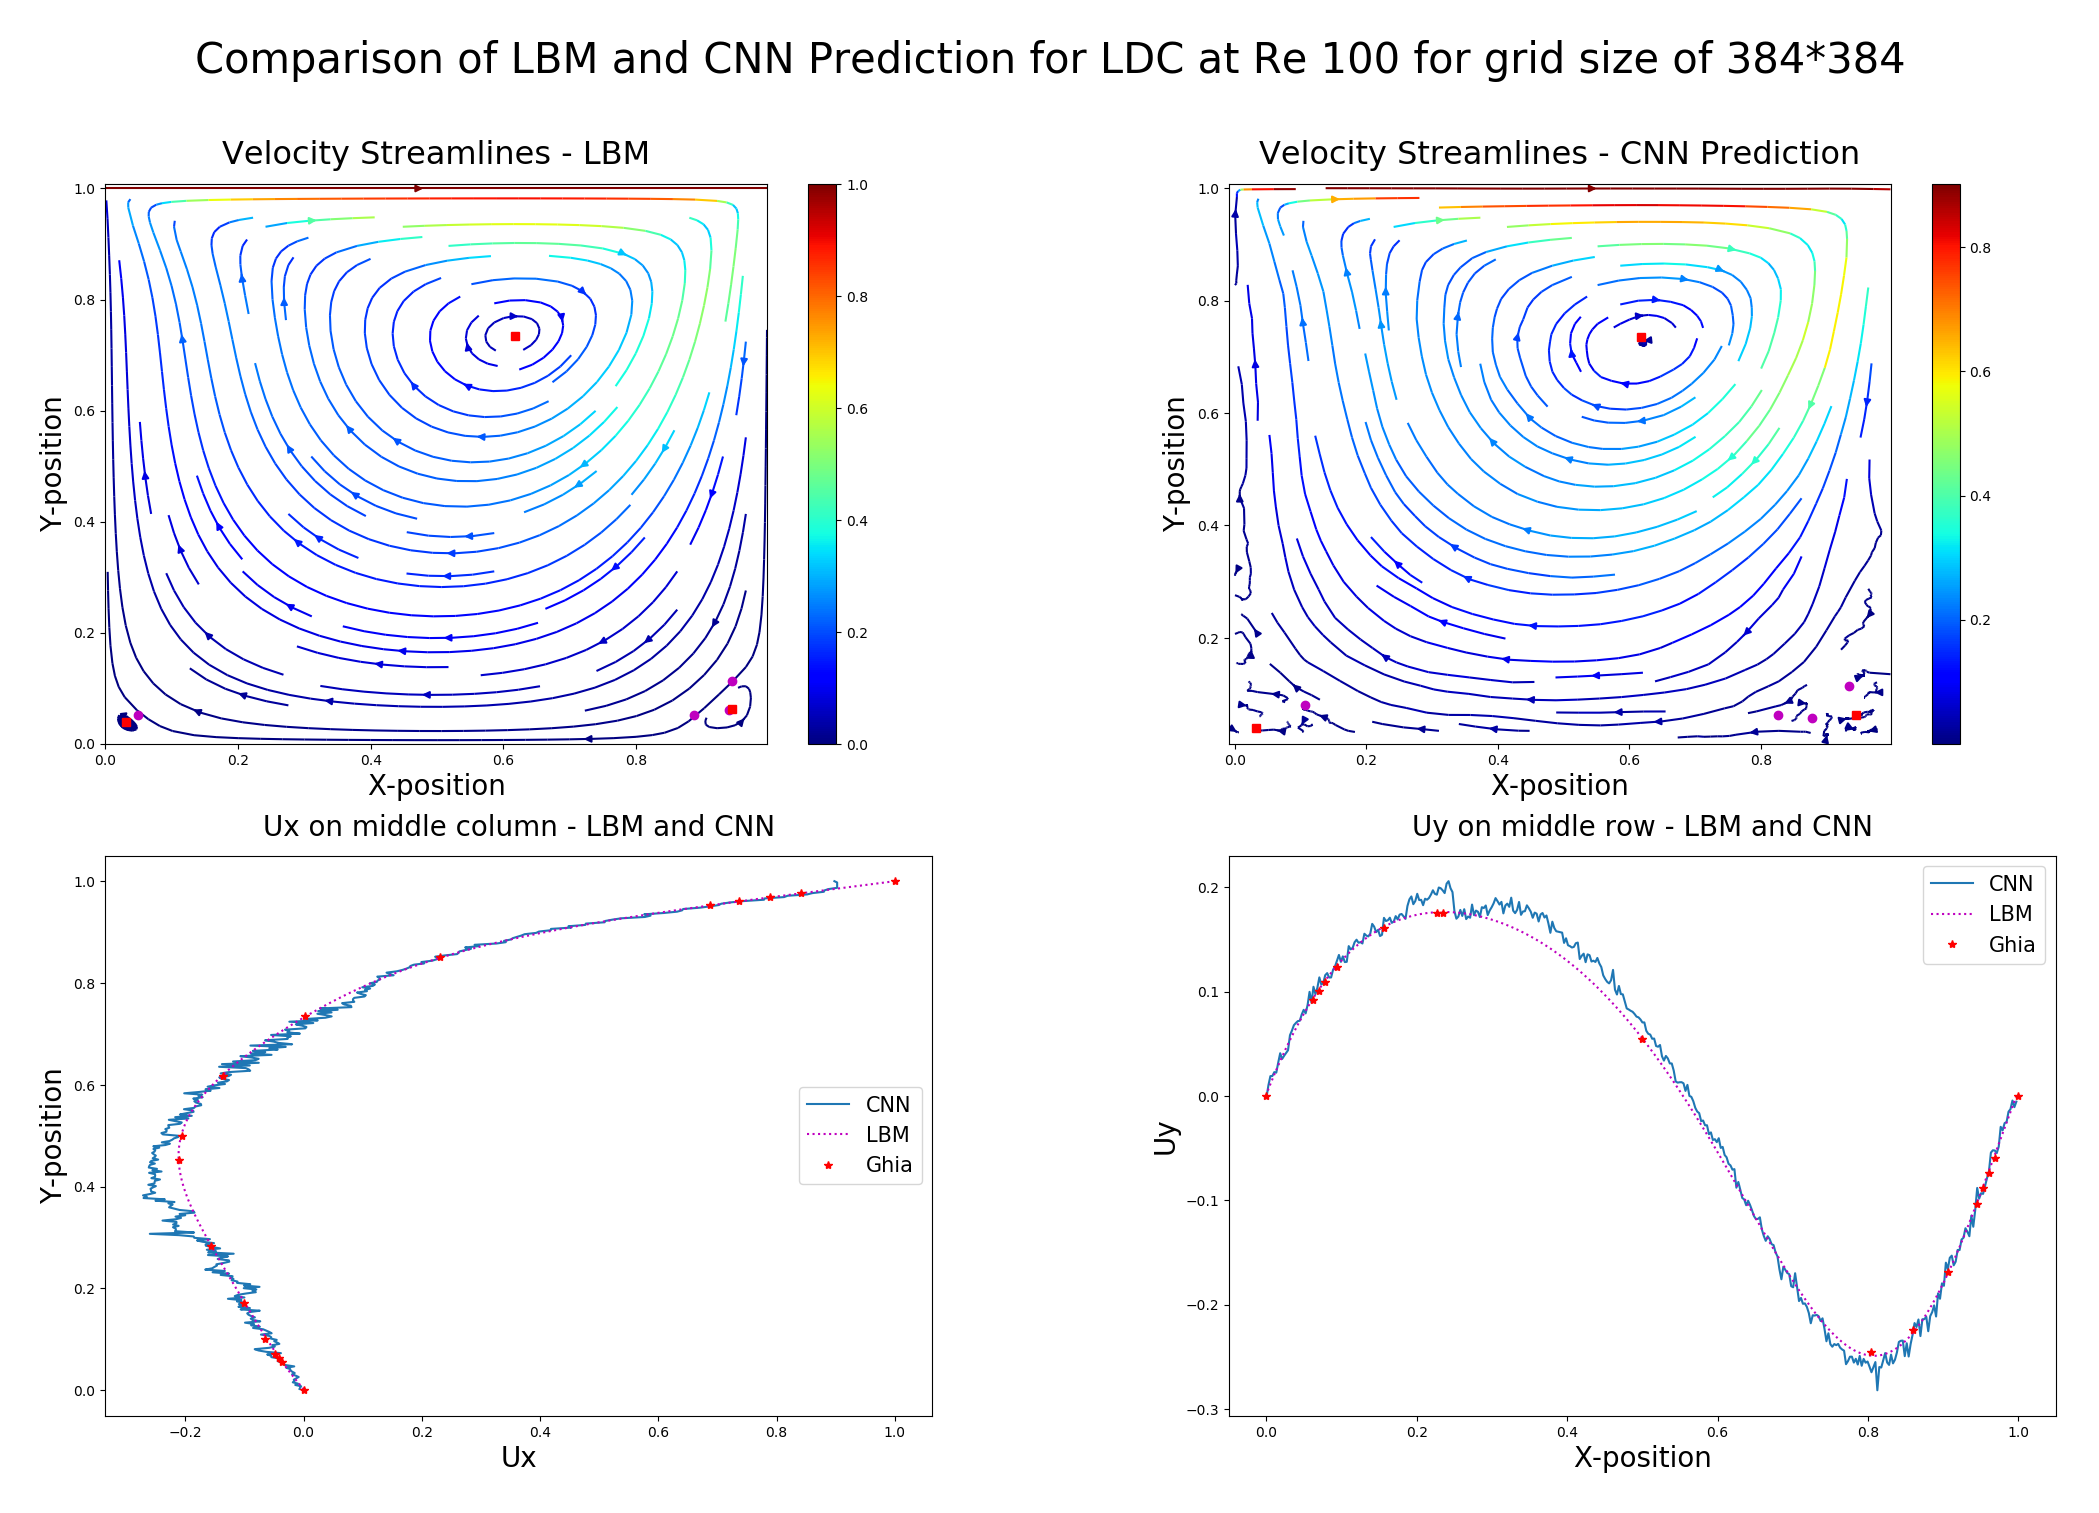 Comparison of LBM and CNN Prediction for LDC at Re 100 for grid size of 384*384
Velocity Streamlines - LBM
Y-position
1.0
0.8
0.6
0.4
0.2
0.0
0.0 0.2 0.4 0.6 0.8
X-position
1.0
0.8
0.6
0.4
0.2
0.0
Velocity Streamlines - CNN Prediction
Y-position
1.0
0.8
0.6
0.4
0.2
0.0 0.2 0.4 0.6 0.8
X-position
0.8
0.6
0.4
0.2
Ux on middle column - LBM and CNN
Y-position
1.0
0.8
0.6
0.4
0.2
0.0
−0.2 0.0 0.2 0.4 0.6 0.8 1.0
Ux
CNN
LBM
Ghia
Uy on middle row - LBM and CNN
Uy
0.2
0.1
0.0
−0.1
−0.2
−0.3
0.0 0.2 0.4 0.6 0.8 1.0
X-position
CNN
LBM
Ghia